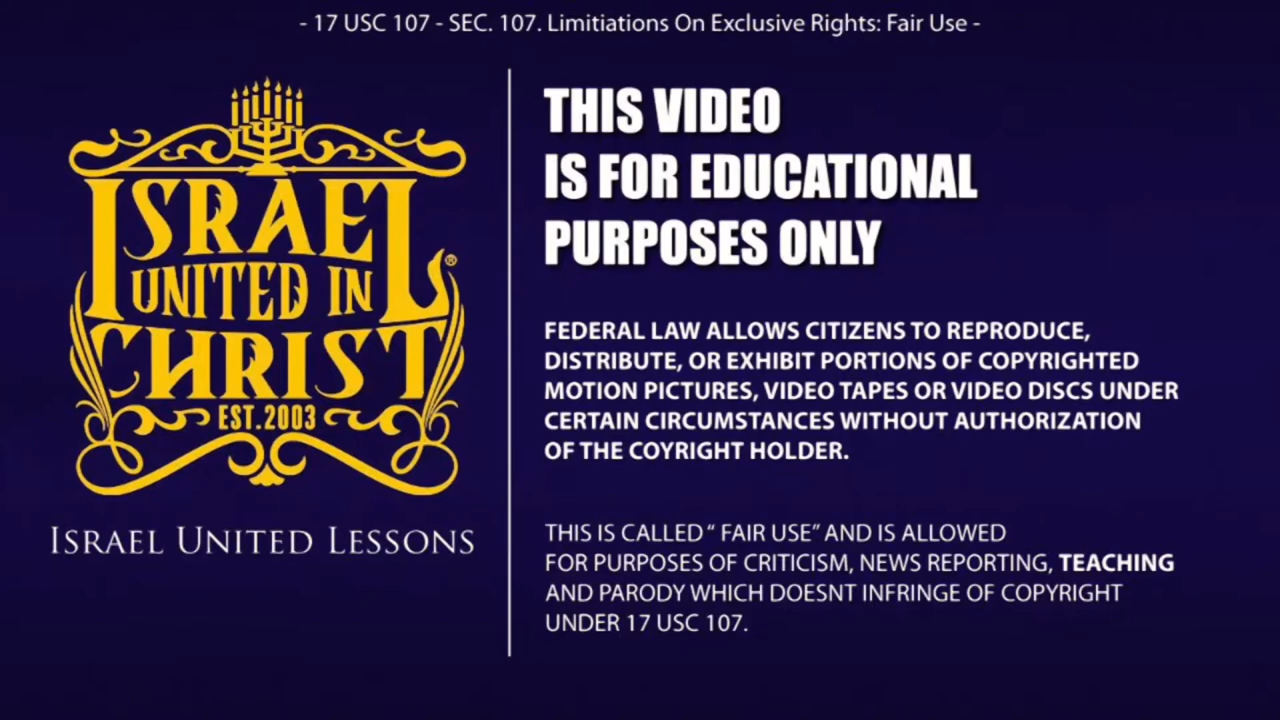 - 17 USC 107 - SEC. 107. Limitiations On Exclusive Rights: Fair Use -
ISRAEL
UNITED IN
CHRIST
EST.2003
®
ISRAEL UNITED LESSONS
THIS VIDEO
IS FOR EDUCATIONAL
PURPOSES ONLY
FEDERAL LAW ALLOWS CITIZENS TO REPRODUCE,
DISTRIBUTE, OR EXHIBIT PORTIONS OF COPYRIGHTED
MOTION PICTURES, VIDEO TAPES OR VIDEO DISCS UNDER
CERTAIN CIRCUMSTANCES WITHOUT AUTHORIZATION
OF THE COYRIGHT HOLDER.
THIS IS CALLED “ FAIR USE” AND IS ALLOWED
FOR PURPOSES OF CRITICISM, NEWS REPORTING, TEACHING
AND PARODY WHICH DOESNT INFRINGE OF COPYRIGHT
UNDER 17 USC 107.